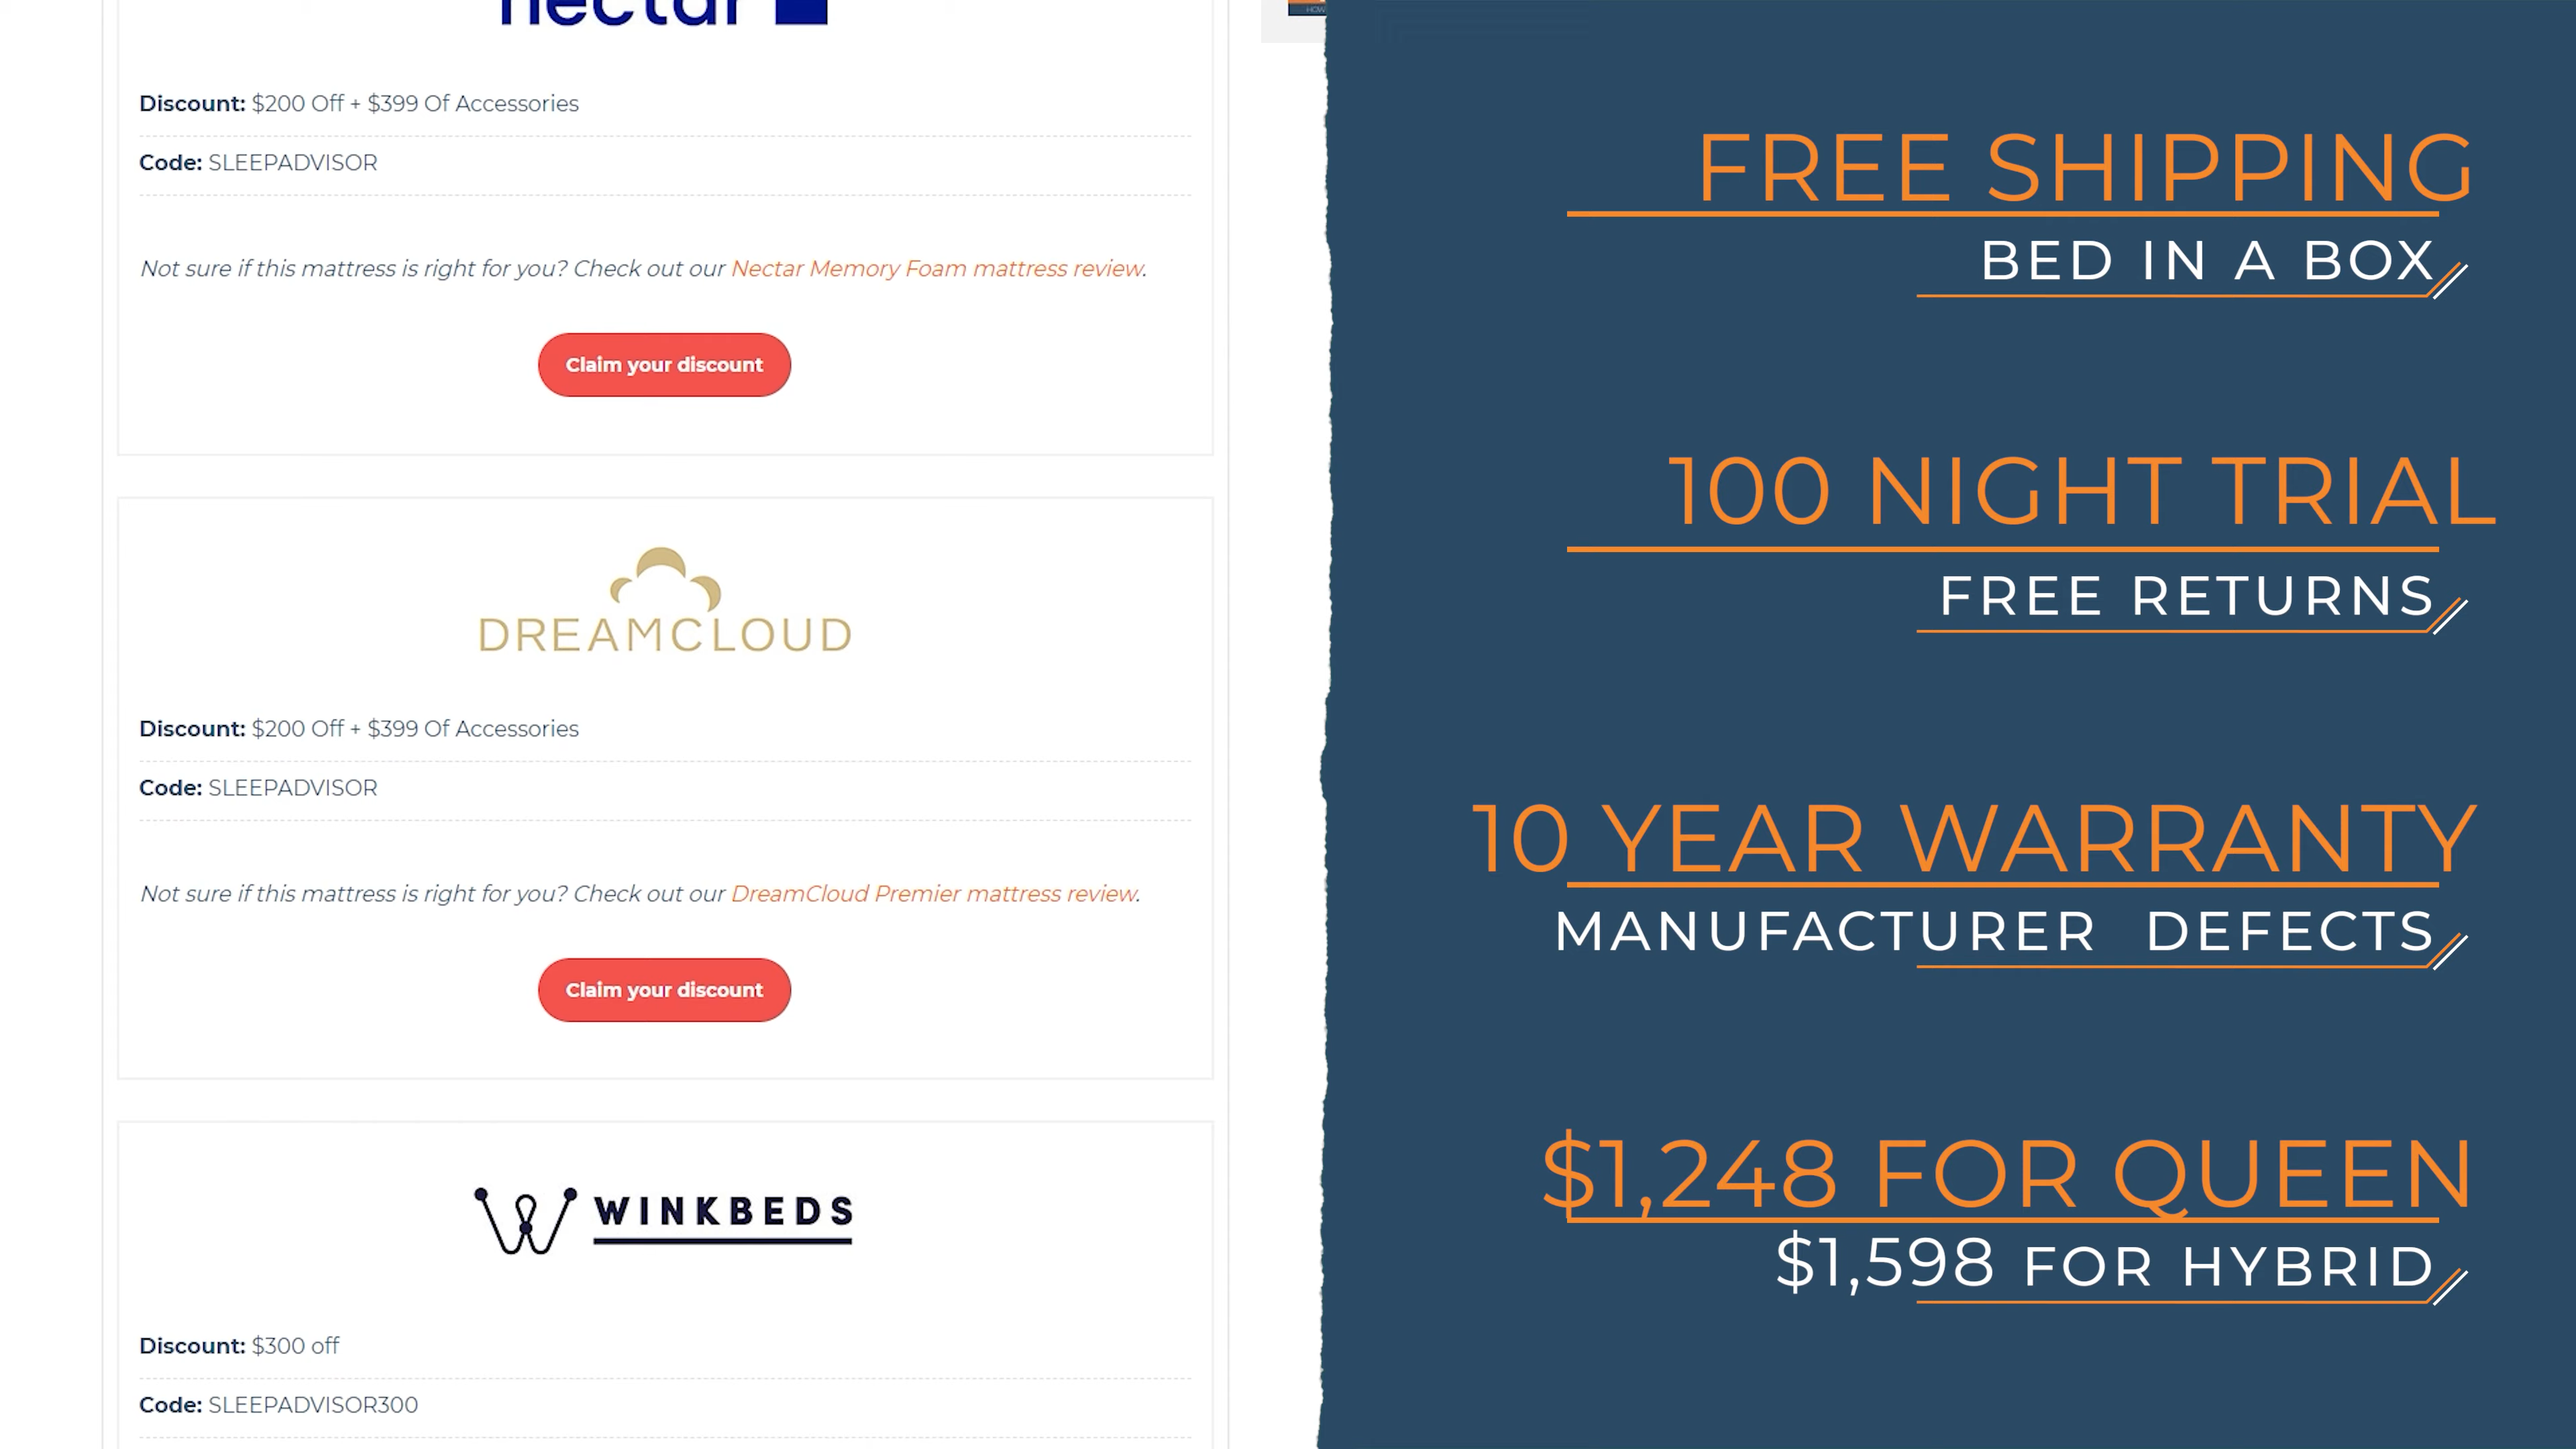 nectar
Discount: $200 Off + $399 Of Accessories
Code: SLEEPADVISOR
Not sure if this mattress is right for you? Check out our Nectar Memory Foam mattress review.
Claim your discount
DREAMCLOUD
Discount: $200 Off + $399 Of Accessories
Code: SLEEPADVISOR
Not sure if this mattress is right for you? Check out our DreamCloud Premier mattress review.
Claim your discount
WINKBEDS
Discount: $300 off
Code: SLEEPADVISOR300
HOW
FREE SHIPPING
BED IN A BOX
100 NIGHT TRIAL
FREE RETURNS
10 YEAR WARRANTY
MANUFACTURER DEFECTS
$1,248 FOR QUEEN
$1,598 FOR HYBRID